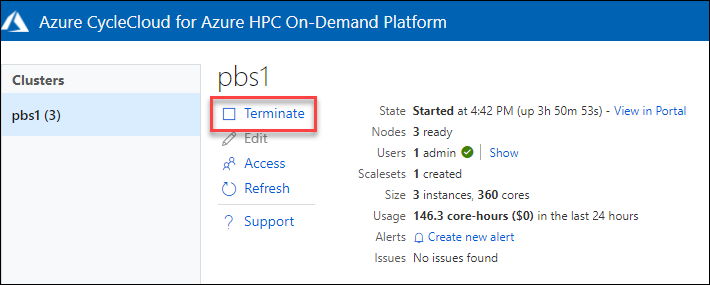 Azure CycleCloud for Azure HPC On-Demand Platform
Clusters
pbs1 (3)
pbs1
Terminate
Edit
Access
Refresh
Support
State Started at 4:42 PM (up 3h 50m 53s) - View in Portal
Nodes 3 ready
Users 1 admin Show
Scalesets 1 created
Size 3 instances, 360 cores
Usage 146.3 core-hours ($0) in the last 24 hours
Alerts Create new alert
Issues No issues found